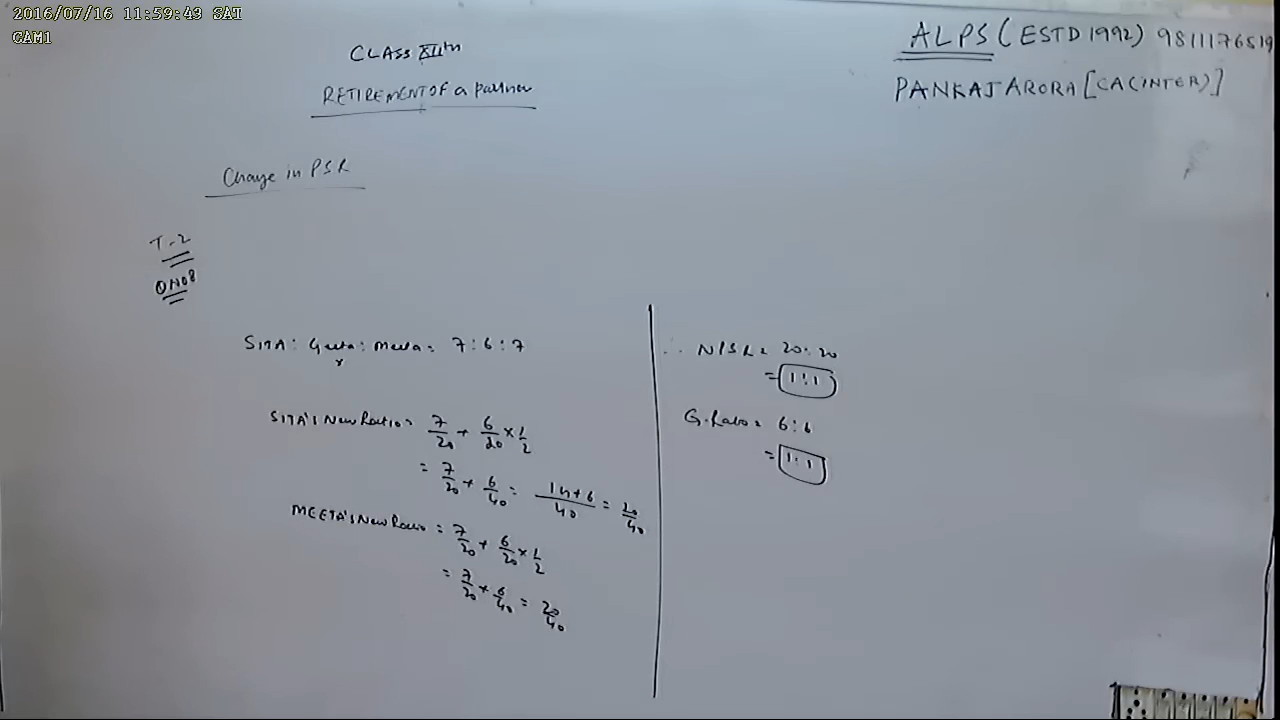 2016/07/16 11:59:49 SAT
CAM1
CLASS XIIth
RETIREMENT OF a partner
ALPS (ESTD 1992) 9811176519
PANKAJ ARORA [CA(INTER)]
Change in PSR
T-2
QNO8
SITA: Geeta: Meeta = 7:6:7
x
SITA's New Ratio = 7/20 + 6/20 × 1/2
= 7/20 + 6/40 = 14+6/40 = 20/40
MEETA's New Ratio = 7/20 + 6/20 × 1/2
= 7/20 + 6/40 = 20/40
∴ NPSR = 20:20
= 1:1
G.Ratio = 6:6
= 1:1